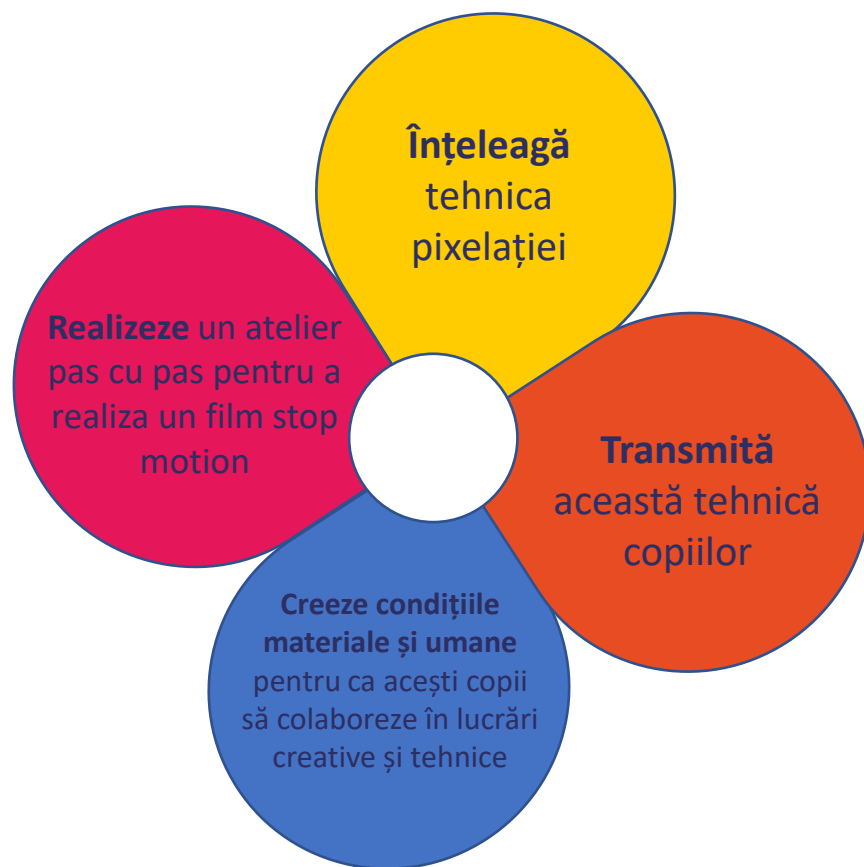 Înțeleagă
tehnica
pixelației
Transmită
această tehnică
copiilor
Creeze condițiile
materiale și umane
pentru ca acești copii
să colaboreze în lucrări
creative și tehnice
Realizeze un atelier
pas cu pas pentru a
realiza un film stop
motion